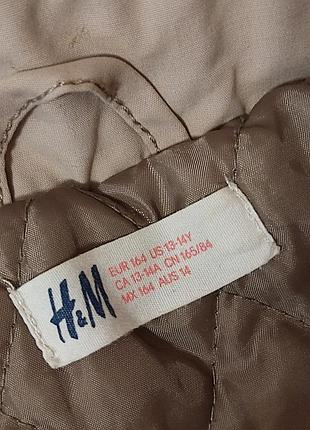 H&M
EUR 164 US 13-14Y
CA 13-14A CN 165/84
MX 164 AUS 14